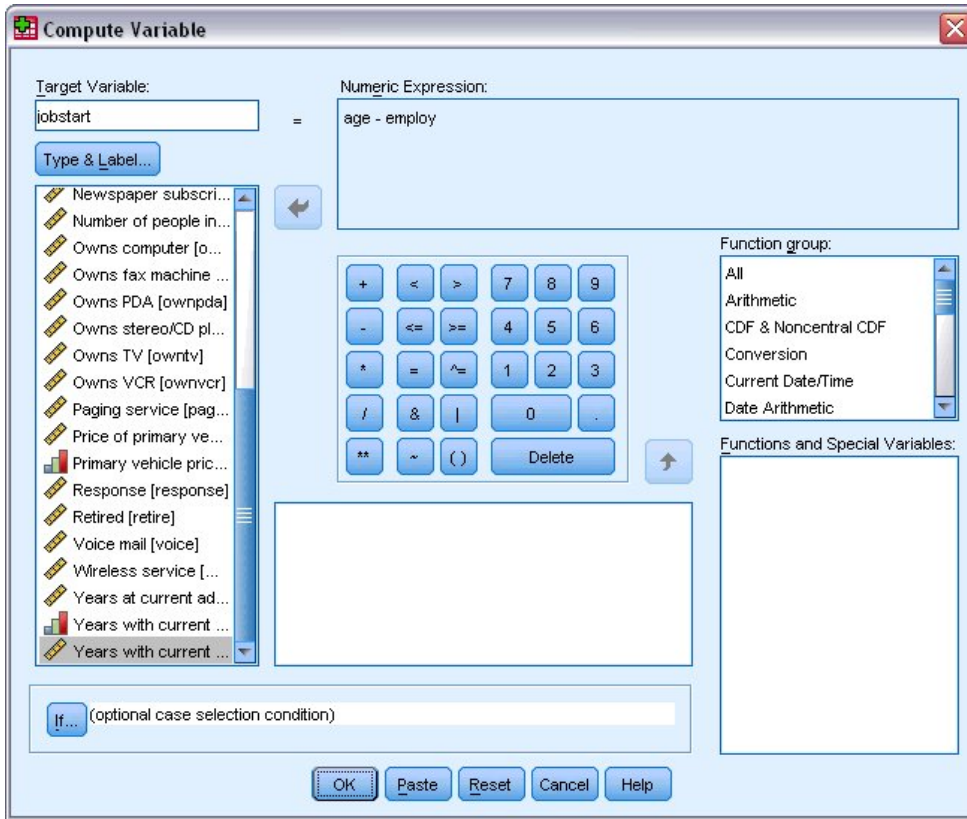 Compute Variable
Target Variable:
jobstart
=
Numeric Expression:
age - employ
Type & Label...
Newspaper subscri...
Number of people in...
Owns computer [o...
Owns fax machine ...
Owns PDA [ownpda]
Owns stereo/CD pl...
Owns TV [owntv]
Owns VCR [ownvcr]
Paging service [pag...
Price of primary ve...
Primary vehicle pric...
Response [response]
Retired [retire]
Voice mail [voice]
Wireless service [...
Years at current ad...
Years with current ...
Years with current ...
+ < > 7 8 9
- <= >= 4 5 6
* = ^= 1 2 3
/ & | 0 .
** ~ ( ) Delete
Function group:
All
Arithmetic
CDF & Noncentral CDF
Conversion
Current Date/Time
Date Arithmetic
Functions and Special Variables:
If... (optional case selection condition)
OK Paste Reset Cancel Help